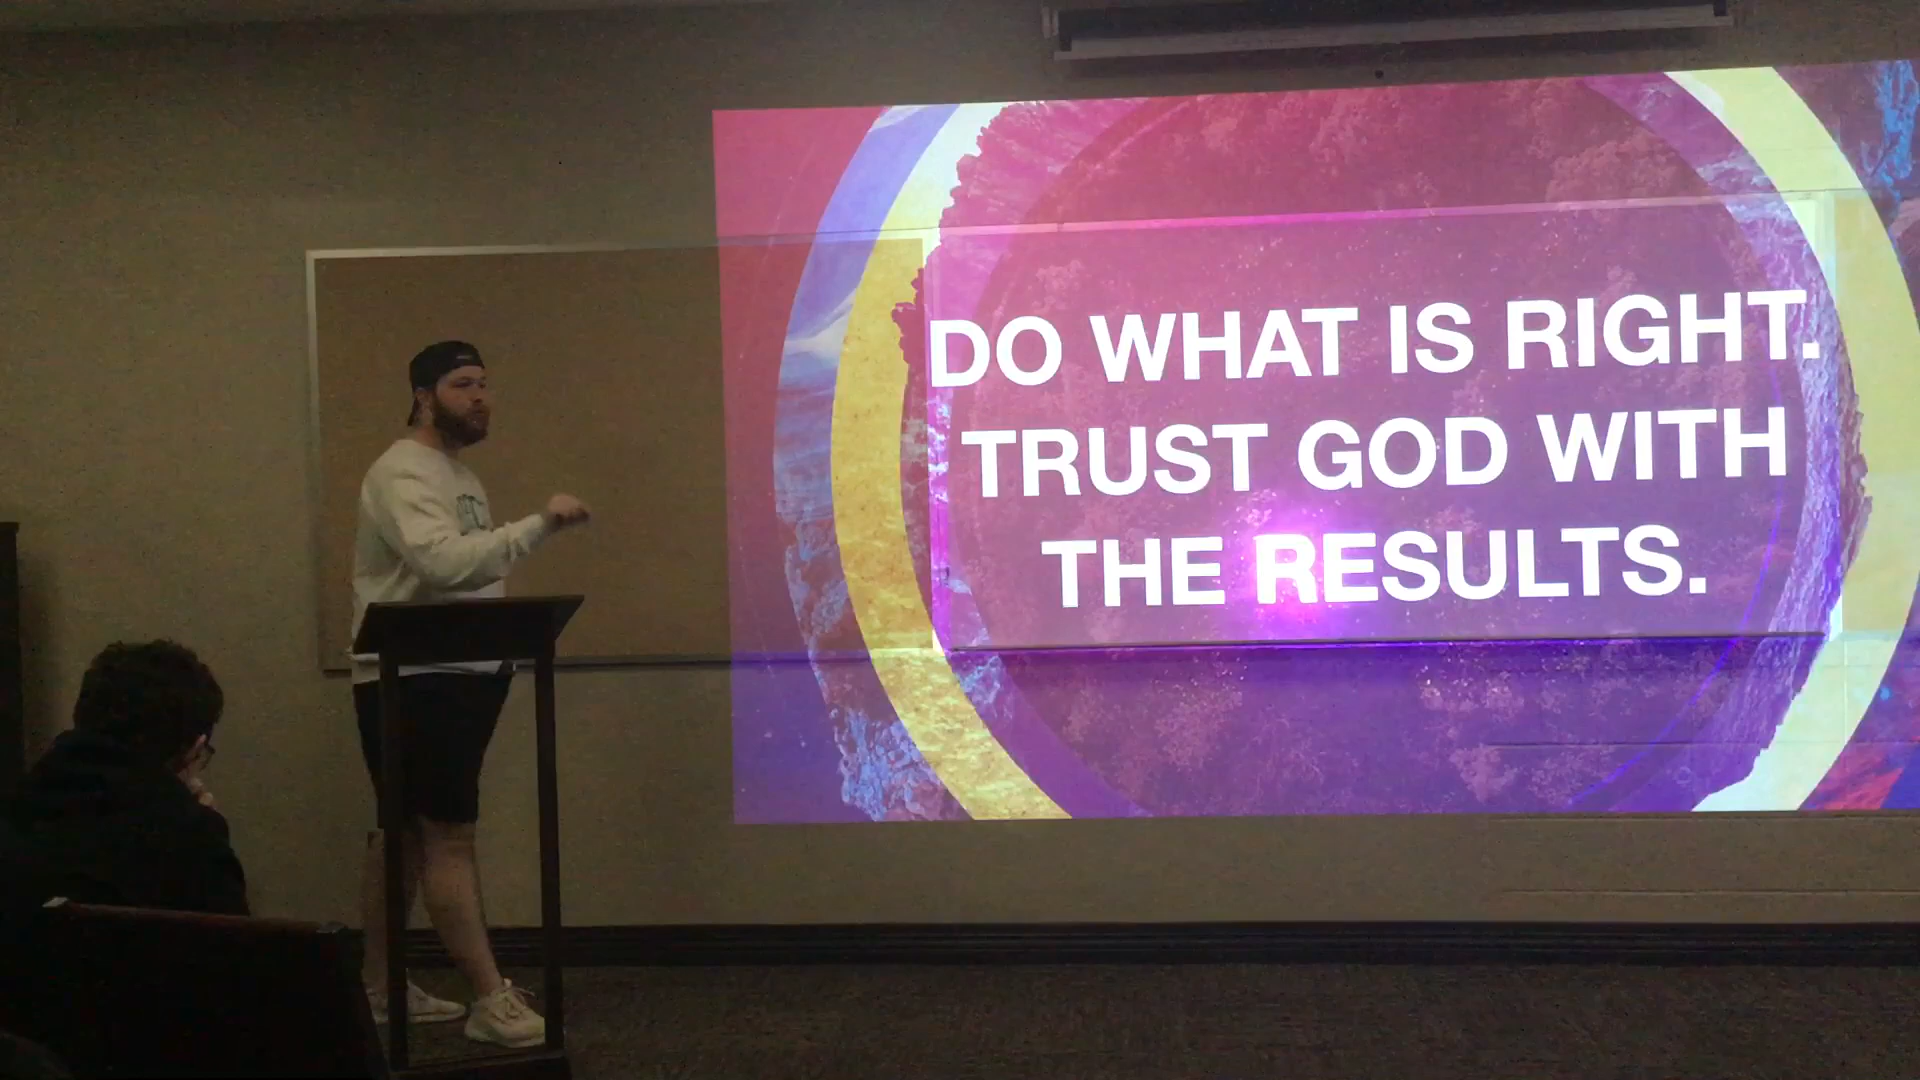 DO WHAT IS RIGHT.
TRUST GOD WITH
THE RESULTS.